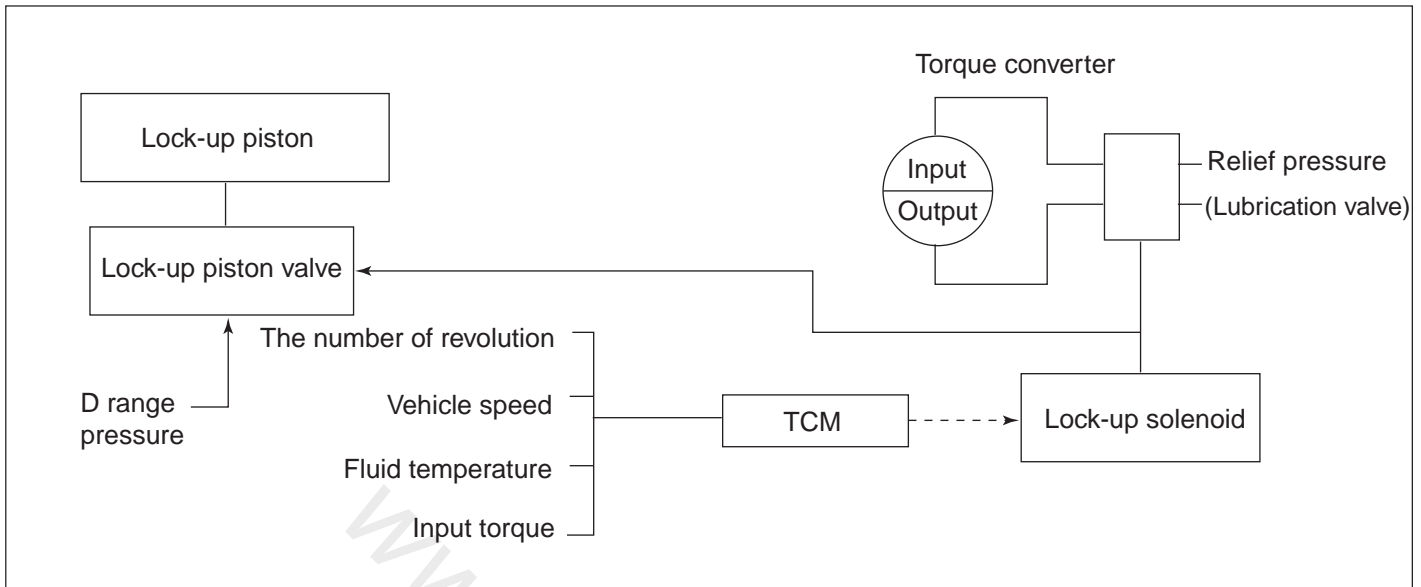 Torque converter
Lock-up piston
Input
Output
Relief pressure
(Lubrication valve)
Lock-up piston valve
The number of revolution
D range
pressure
Vehicle speed
TCM
Lock-up solenoid
Fluid temperature
Input torque